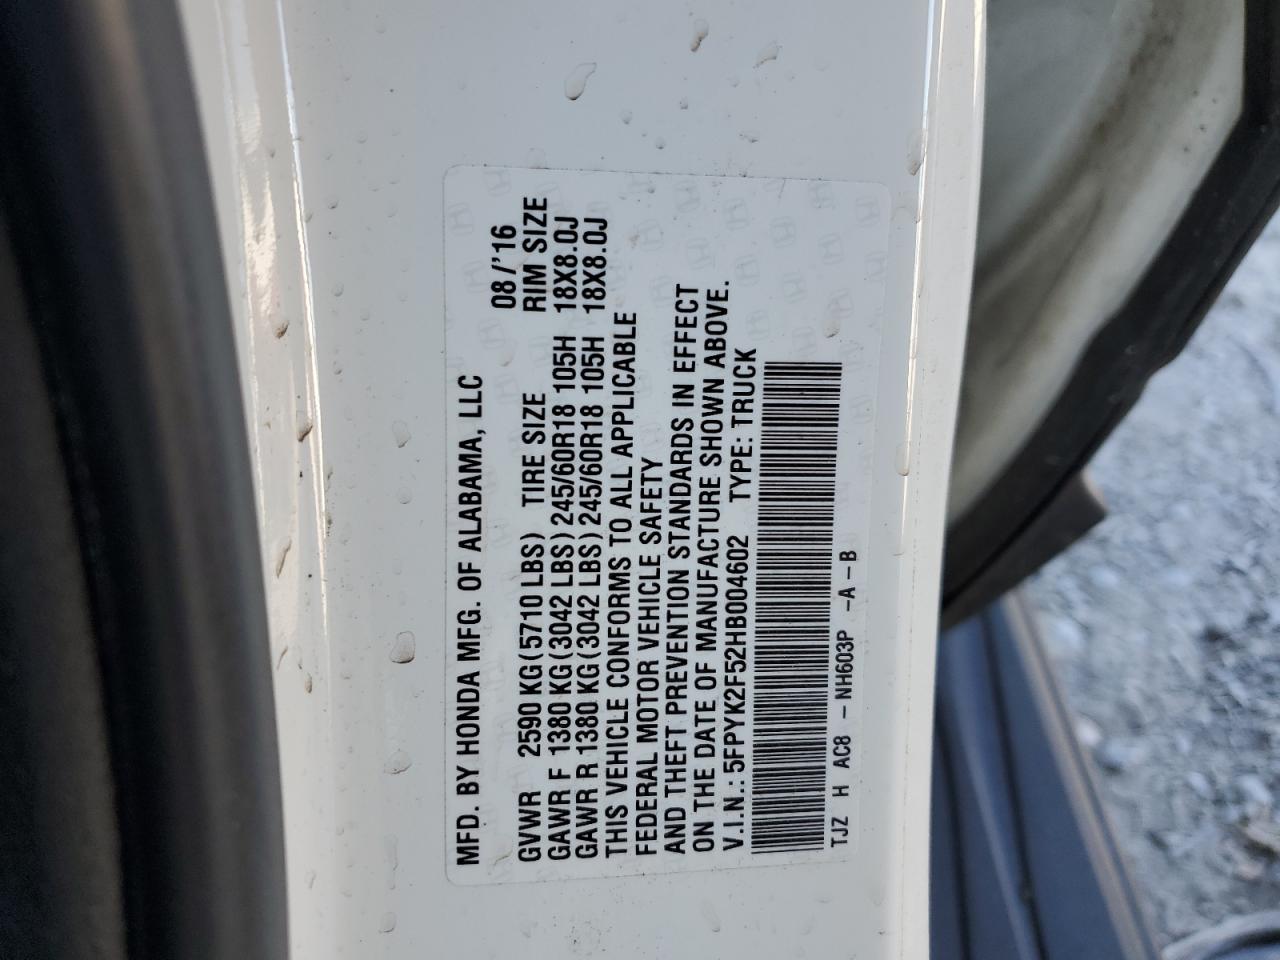 MFD. BY HONDA MFG. OF ALABAMA, LLC 08/'16
GVWR 2590 KG(5710 LBS) TIRE SIZE RIM SIZE
GAWR F 1380 KG(3042 LBS)245/60R18 105H 18X8.0J
GAWR R 1380 KG(3042 LBS)245/60R18 105H 18X8.0J
THIS VEHICLE CONFORMS TO ALL APPLICABLE
FEDERAL MOTOR VEHICLE SAFETY
AND THEFT PREVENTION STANDARDS IN EFFECT
ON THE DATE OF MANUFACTURE SHOWN ABOVE.
V.I.N.: 5FPYK2F52HB004602 TYPE: TRUCK
TJZ H AC8 - NH603P -A-B